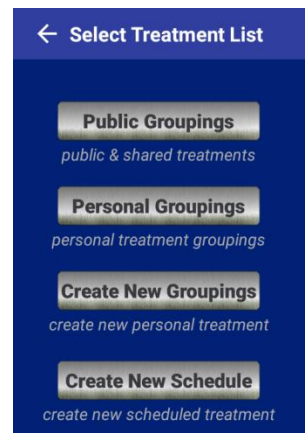 Select Treatment List
Public Groupings
public & shared treatments
Personal Groupings
personal treatment groupings
Create New Groupings
create new personal treatment
Create New Schedule
create new scheduled treatment